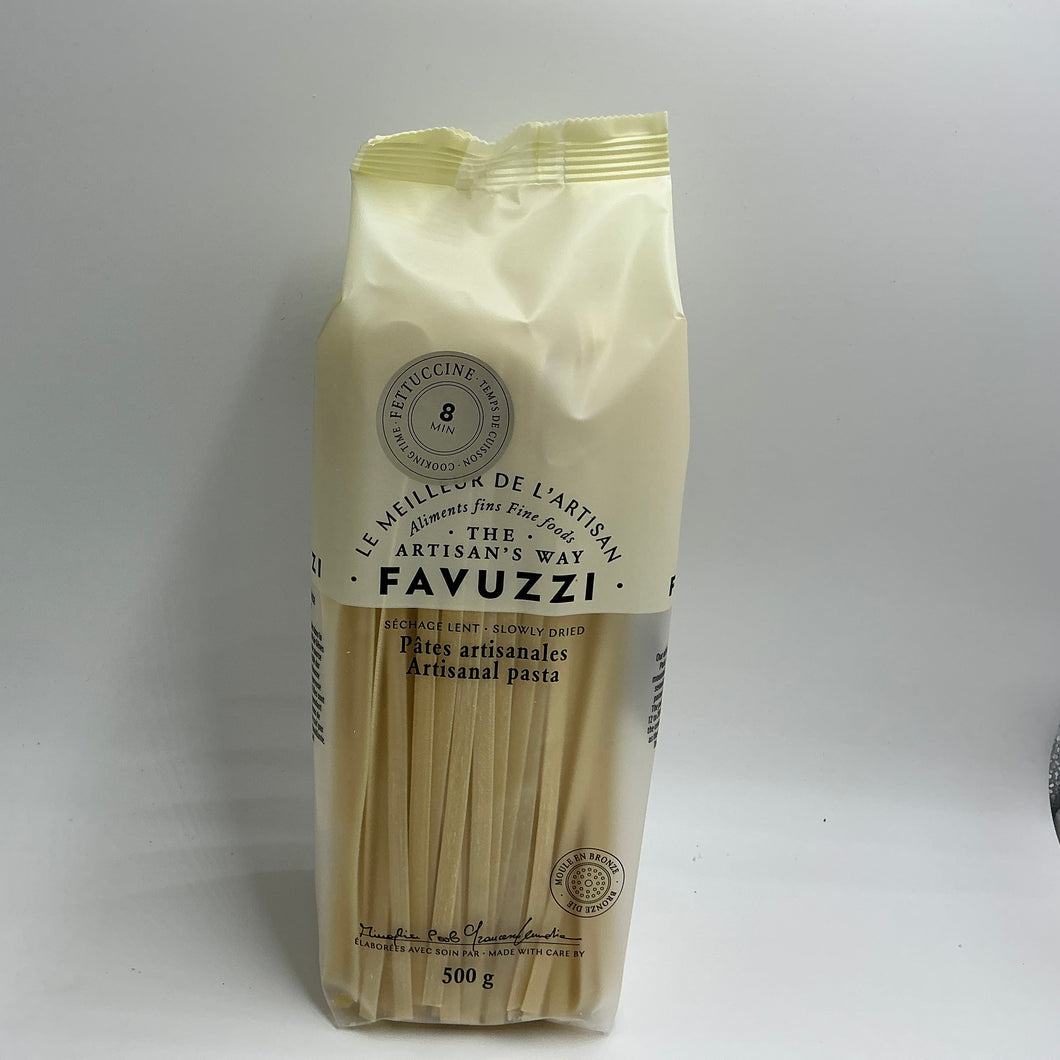 FETTUCCINE · TEMPS DE CUISSON · COOKING TIME ·
8
MIN
LE MEILLEUR DE L'ARTISAN
Aliments fins Fine foods
· THE ·
ARTISAN'S WAY
· FAVUZZI ·
SÉCHAGE LENT · SLOWLY DRIED
Pâtes artisanales
Artisanal pasta
MOULE EN BRONZE · BRONZE DIE ·
ÉLABORÉES AVEC SOIN PAR · MADE WITH CARE BY
500 g